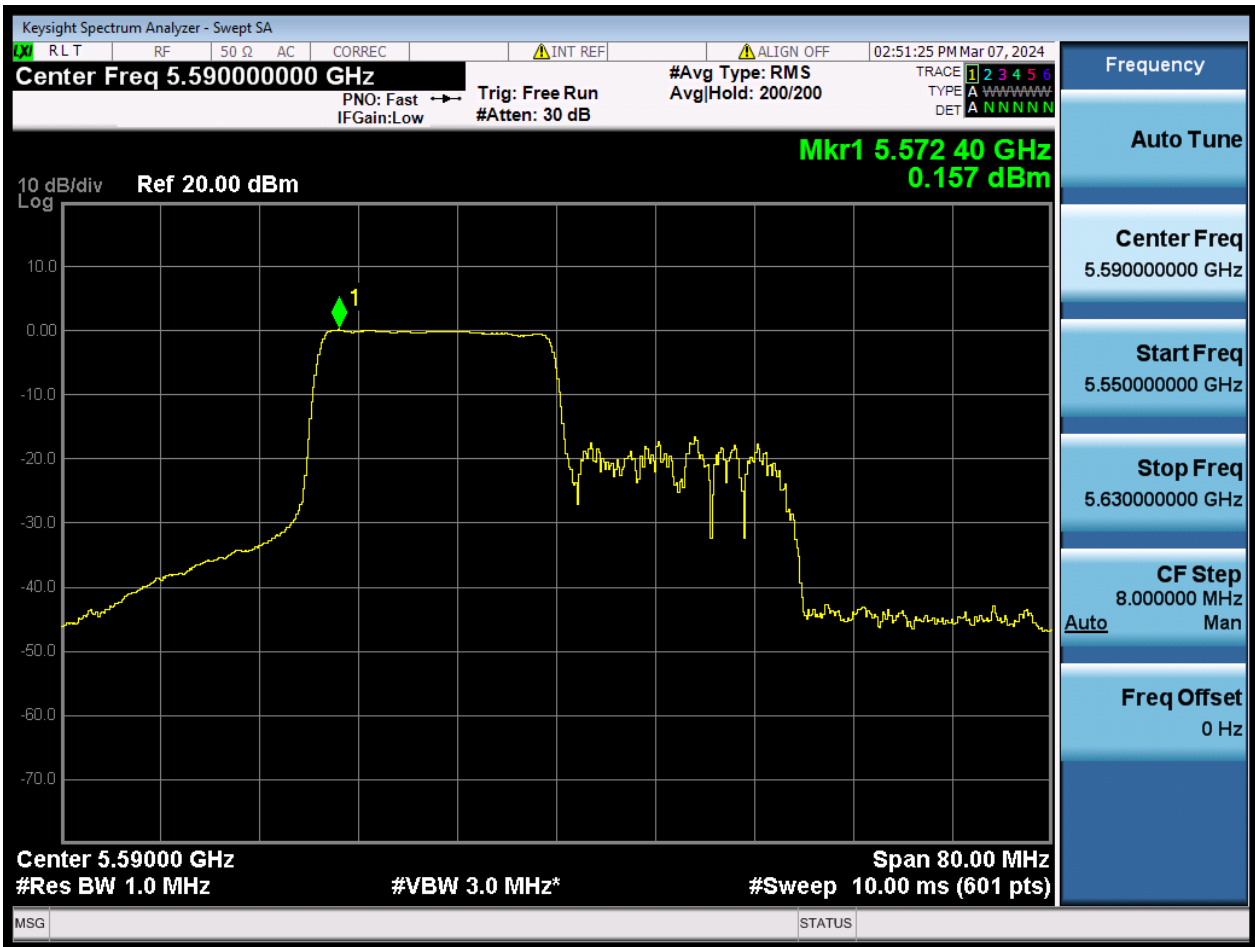 Keysight Spectrum Analyzer - Swept SA
LXI RLT RF 50 Ω AC CORREC INT REF ALIGN OFF 02:51:25 PM Mar 07, 2024
Center Freq 5.590000000 GHz
PNO: Fast
IFGain:Low
Trig: Free Run
#Atten: 30 dB
#Avg Type: RMS
Avg|Hold: 200/200
TRACE 1 2 3 4 5 6
TYPE A WWWWW
DET A N N N N N
Mkr1 5.572 40 GHz
0.157 dBm
10 dB/div Ref 20.00 dBm
Log
1
10.0
0.00
-10.0
-20.0
-30.0
-40.0
-50.0
-60.0
-70.0
Center 5.59000 GHz Span 80.00 MHz
#Res BW 1.0 MHz #VBW 3.0 MHz* #Sweep 10.00 ms (601 pts)
MSG STATUS
Frequency
Auto Tune
Center Freq
5.590000000 GHz
Start Freq
5.550000000 GHz
Stop Freq
5.630000000 GHz
CF Step
8.000000 MHz
Auto Man
Freq Offset
0 Hz